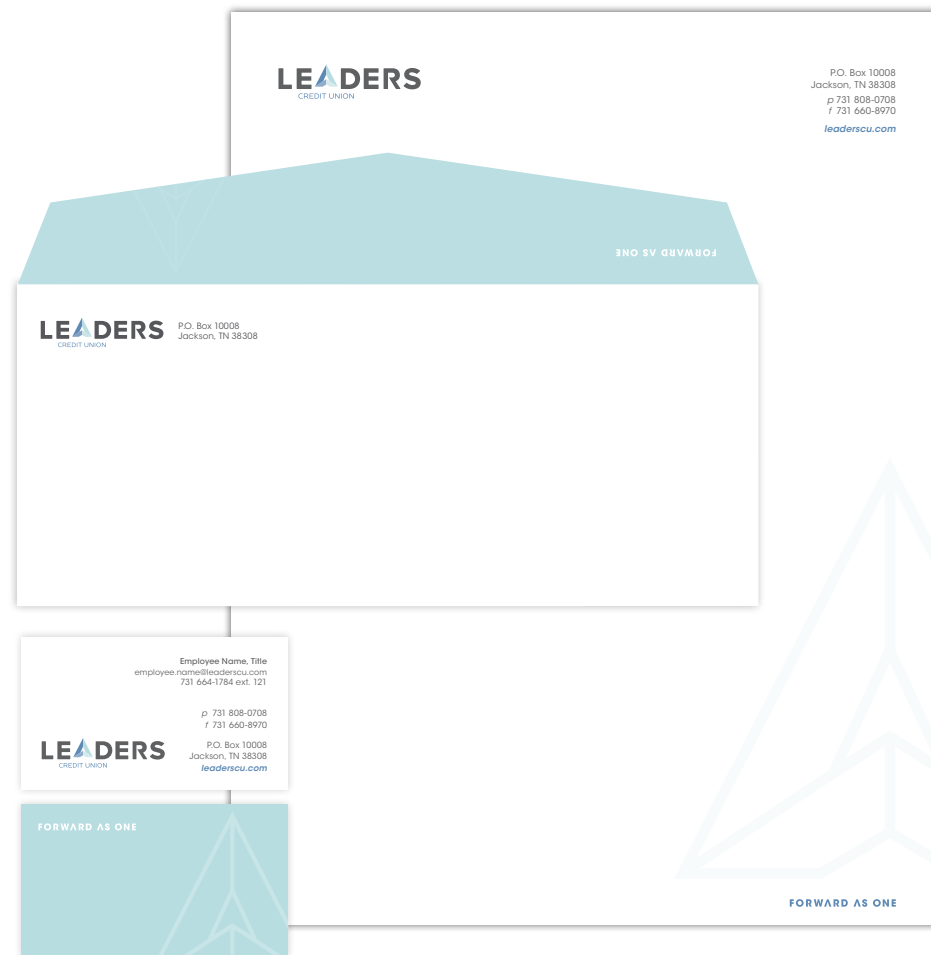 LEADERS
CREDIT UNION
P.O. Box 10008
Jackson, TN 38308
p 731 808-0708
f 731 660-8970
leaderscu.com
FORWARD AS ONE
LEADERS
CREDIT UNION
P.O. Box 10008
Jackson, TN 38308
Employee Name, Title
employee.name@leaderscu.com
731 664-1784 ext. 121
p 731 808-0708
f 731 660-8970
LEADERS
CREDIT UNION
P.O. Box 10008
Jackson, TN 38308
leaderscu.com
FORWARD AS ONE
FORWARD AS ONE